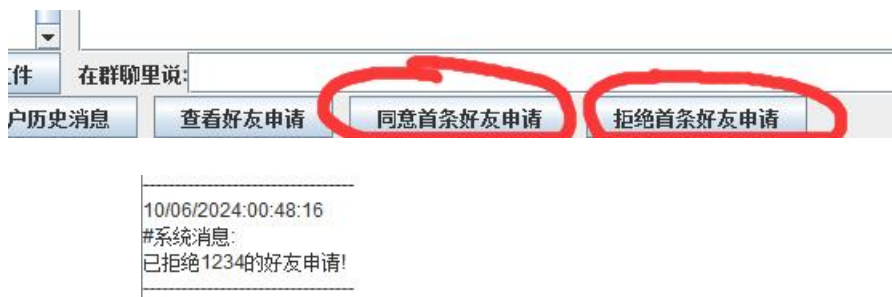 件 在群聊里说:
户历史消息 查看好友申请 同意首条好友申请 拒绝首条好友申请
10/06/2024:00:48:16
#系统消息:
已拒绝1234的好友申请!